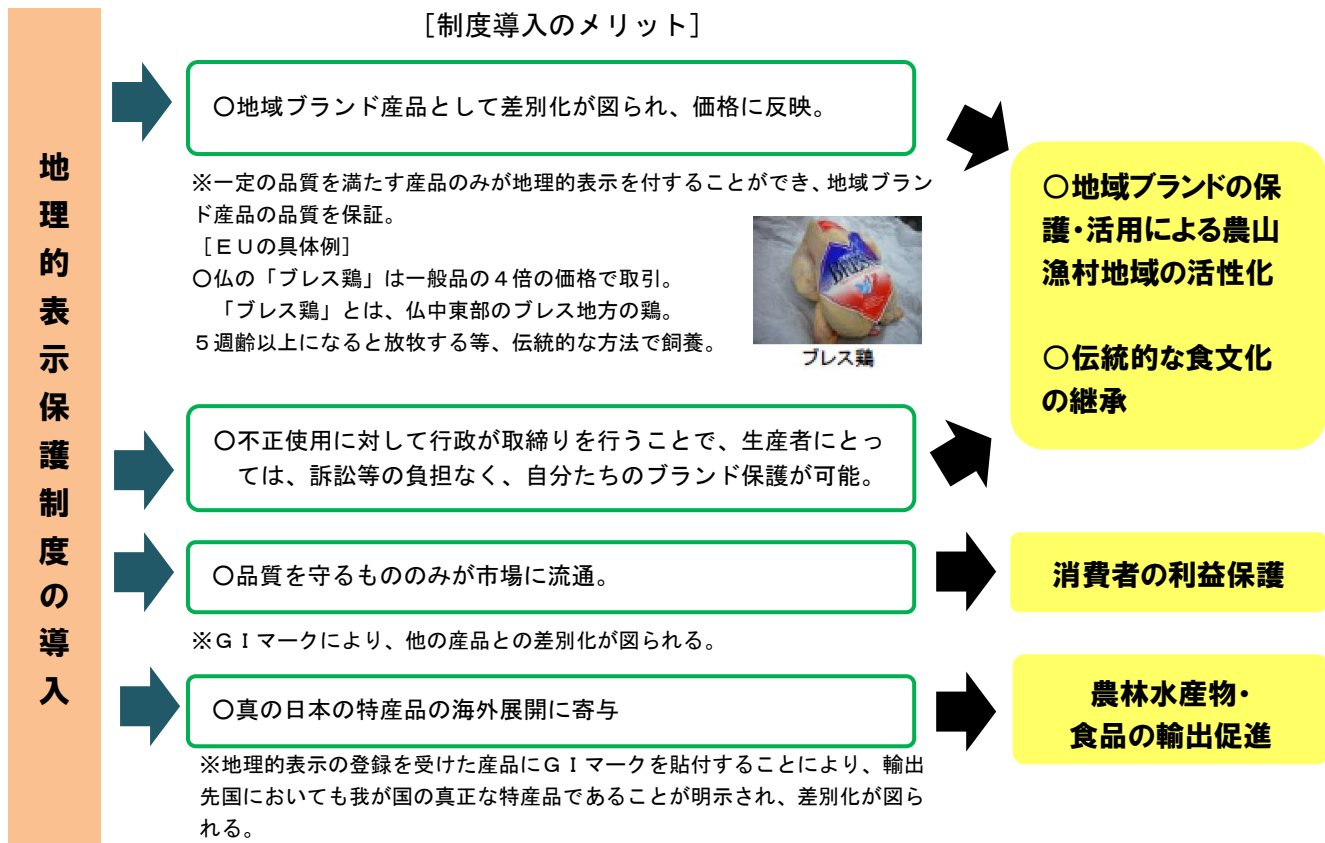 ［制度導入のメリット］
地理的表示保護制度の導入
○地域ブランド産品として差別化が図られ、価格に反映。
※一定の品質を満たす産品のみが地理的表示を付することができ、地域ブラン
ド産品の品質を保証。
［ＥＵの具体例］
○仏の「ブレス鶏」は一般品の４倍の価格で取引。
「ブレス鶏」とは、仏中東部のブレス地方の鶏。
５週齢以上になると放牧する等、伝統的な方法で飼養。
ブレス鶏
○不正使用に対して行政が取締りを行うことで、生産者にとっ
ては、訴訟等の負担なく、自分たちのブランド保護が可能。
○地域ブランドの保
護・活用による農山
漁村地域の活性化
○伝統的な食文化
の継承
○品質を守るもののみが市場に流通。
※ＧＩマークにより、他の産品との差別化が図られる。
消費者の利益保護
○真の日本の特産品の海外展開に寄与
※地理的表示の登録を受けた産品にＧＩマークを貼付することにより、輸出
先国においても我が国の真正な特産品であることが明示され、差別化が図ら
れる。
農林水産物・
食品の輸出促進